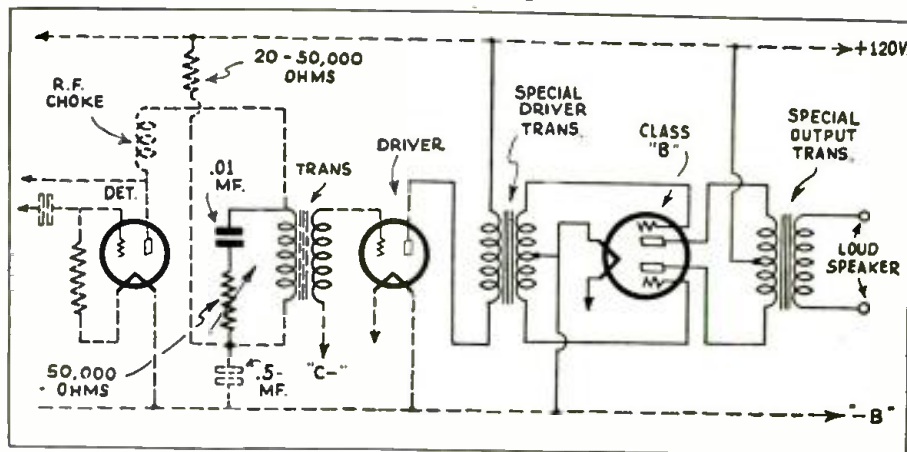 +120V.
20-50,000
OHMS
R.F.
CHOKE
SPECIAL
DRIVER
TRANS.
CLASS
"B"
SPECIAL
OUTPUT
TRANS.
DET.
.01
MF.
TRANS
DRIVER
LOUD
SPEAKER
50,000
OHMS
.5-
MF.
"C-"
"-B"